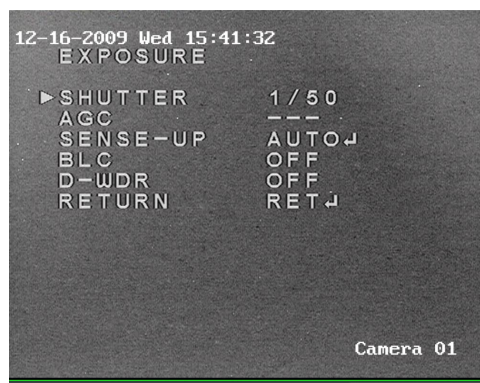 12-16-2009 Wed 15:41:32
EXPOSURE
►SHUTTER 1/50
AGC ---
SENSE-UP AUTO↲
BLC OFF
D-WDR OFF
RETURN RET↲
Camera 01